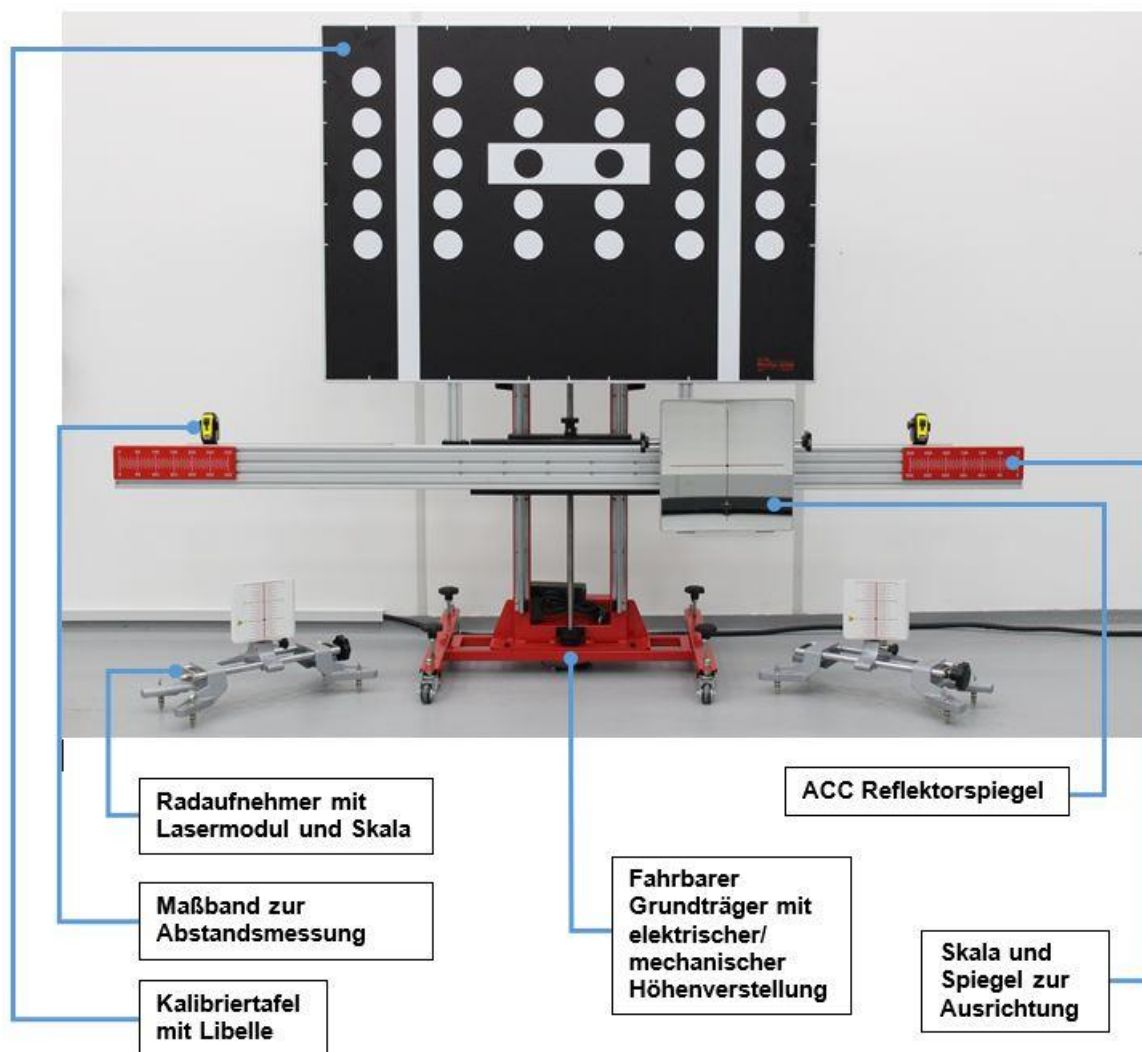 Radaufnehmer mit
Lasermodul und Skala
Maßband zur
Abstandsmessung
Kalibriertafel
mit Libelle
Fahrbarer
Grundträger mit
elektrischer/
mechanischer
Höhenverstellung
ACC Reflektorspiegel
Skala und
Spiegel zur
Ausrichtung